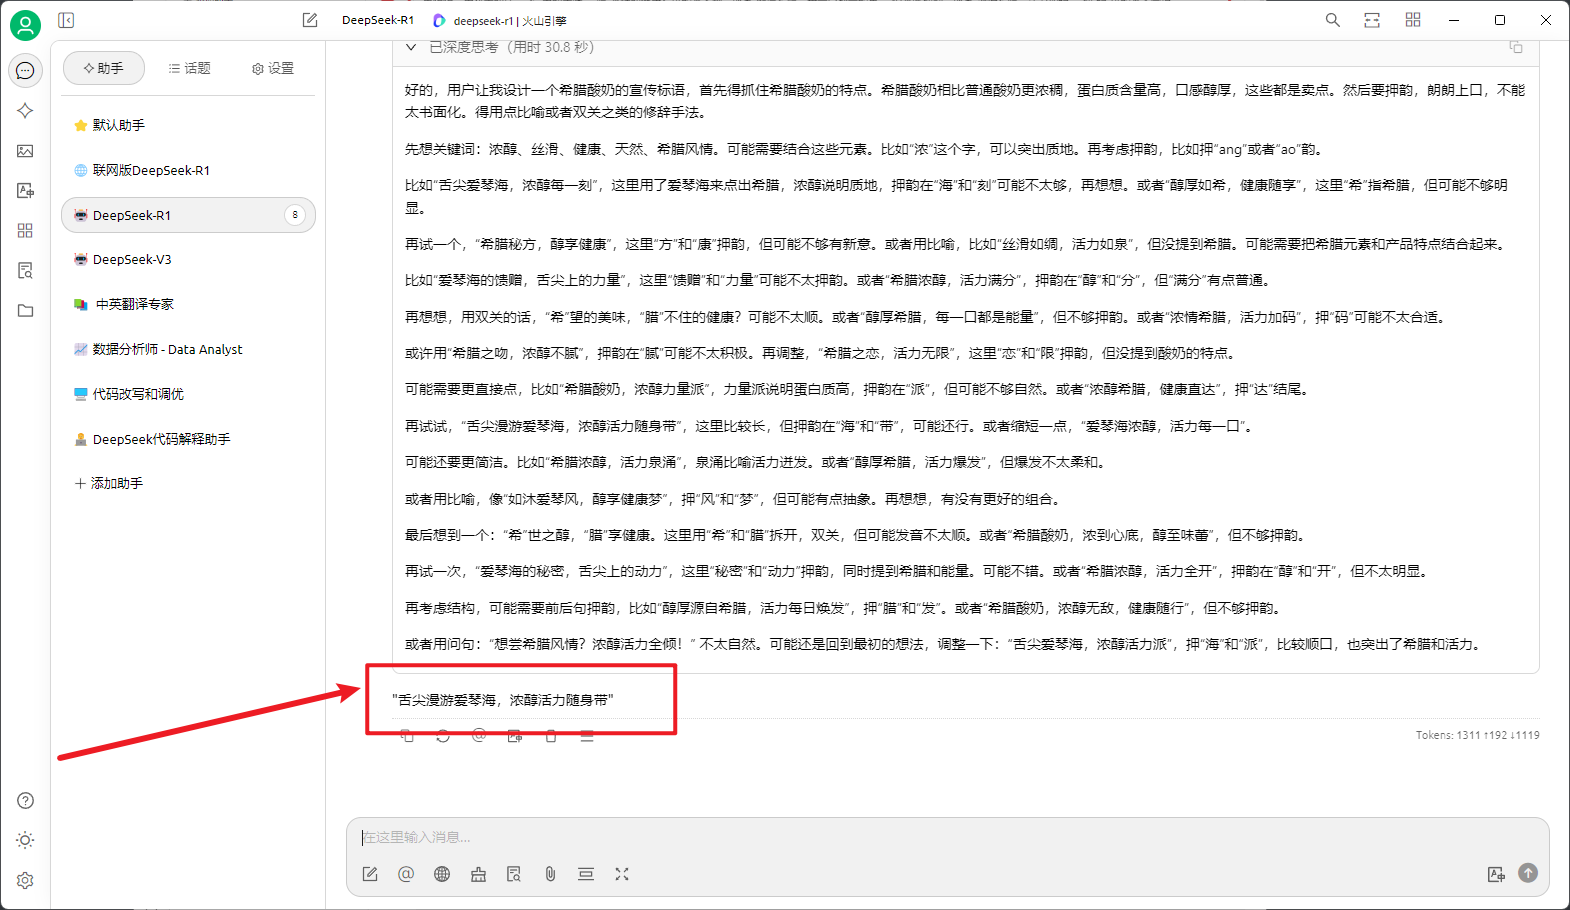 DeepSeek-R1
deepseek-r1 | 火山引擎
助手
话题
设置
默认助手
联网版DeepSeek-R1
DeepSeek-R1
8
DeepSeek-V3
中英翻译专家
数据分析师 - Data Analyst
代码改写和调优
DeepSeek代码解释助手
添加助手
已深度思考（用时 30.8 秒）
好的，用户让我设计一个希腊酸奶的宣传标语，首先得抓住希腊酸奶的特点。希腊酸奶相比普通酸奶更浓稠，蛋白质含量高，口感醇厚，这些都是卖点。然后要押韵，朗朗上口，不能
太书面化。得用点比喻或者双关之类的修辞手法。
先想关键词：浓醇、丝滑、健康、天然、希腊风情。可能需要结合这些元素。比如“浓”这个字，可以突出质地。再考虑押韵，比如押“ang”或者“ao”韵。
比如“舌尖爱琴海，浓醇每一刻”，这里用了爱琴海来点出希腊，浓醇说明质地，押韵在“海”和“刻”可能不太够，再想想。或者“醇厚如希，健康随享”，这里“希”指希腊，但可能不够明
显。
再试一个，“希腊秘方，醇享健康”，这里“方”和“康”押韵，但可能不够有新意。或者用比喻，比如“丝滑如绸，活力如泉”，但没提到希腊。可能需要把希腊元素和产品特点结合起来。
比如“爱琴海的馈赠，舌尖上的力量”，这里“馈赠”和“力量”可能不太押韵。或者“希腊浓醇，活力满分”，押韵在“醇”和“分”，但“满分”有点普通。
再想想，用双关的话，“希”望的美味，“腊”不住的健康？可能不太顺。或者“醇厚希腊，每一口都是能量”，但不够押韵。或者“浓情希腊，活力加码”，押“码”可能不太合适。
或许用“希腊之吻，浓醇不腻”，押韵在“腻”可能不太积极。再调整，“希腊之恋，活力无限”，这里“恋”和“限”押韵，但没提到酸奶的特点。
可能需要更直接点，比如“希腊酸奶，浓醇力量派”，力量派说明蛋白质高，押韵在“派”，但可能不够自然。或者“浓醇希腊，健康直达”，押“达”结尾。
再试试，“舌尖漫游爱琴海，浓醇活力随身带”，这里比较长，但押韵在“海”和“带”，可能还行。或者缩短一点，“爱琴海浓醇，活力每一口”。
可能还要更简洁。比如“希腊浓醇，活力泉涌”，泉涌比喻活力迸发。或者“醇厚希腊，活力爆发”，但爆发不太柔和。
或者用比喻，像“如沐爱琴风，醇享健康梦”，押“风”和“梦”，但可能有点抽象。再想想，有没有更好的组合。
最后想到一个：“希”世之醇，“腊”享健康。这里用“希”和“腊”拆开，双关，但可能发音不太顺。或者“希腊酸奶，浓到心底，醇至味蕾”，但不够押韵。
再试一次，“爱琴海的秘密，舌尖上的动力”，这里“秘密”和“动力”押韵，同时提到希腊和能量。可能不错。或者“希腊浓醇，活力全开”，押韵在“醇”和“开”，但不太明显。
再考虑结构，可能需要前后句押韵，比如“醇厚源自希腊，活力每日焕发”，押“腊”和“发”。或者“希腊酸奶，浓醇无敌，健康随行”，但不够押韵。
或者用问句：“想尝希腊风情？浓醇活力全倾！” 不太自然。可能还是回到最初的想法，调整一下：“舌尖爱琴海，浓醇活力派”，押“海”和“派”，比较顺口，也突出了希腊和活力。
"舌尖漫游爱琴海，浓醇活力随身带"
Tokens: 1311 ↑192 ↓1119
在这里输入消息...